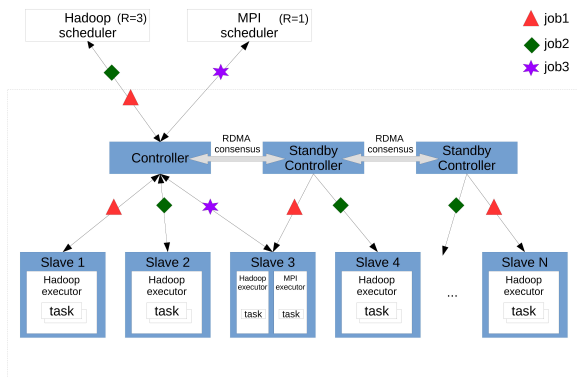 Hadoop (R=3)
scheduler
MPI (R=1)
scheduler
job1
job2
job3
Controller
RDMA
consensus
Standby
Controller
RDMA
consensus
Standby
Controller
Slave 1
Hadoop
executor
task
Slave 2
Hadoop
executor
task
Slave 3
Hadoop
executor
task
MPI
executor
task
Slave 4
Hadoop
executor
task
...
Slave N
Hadoop
executor
task